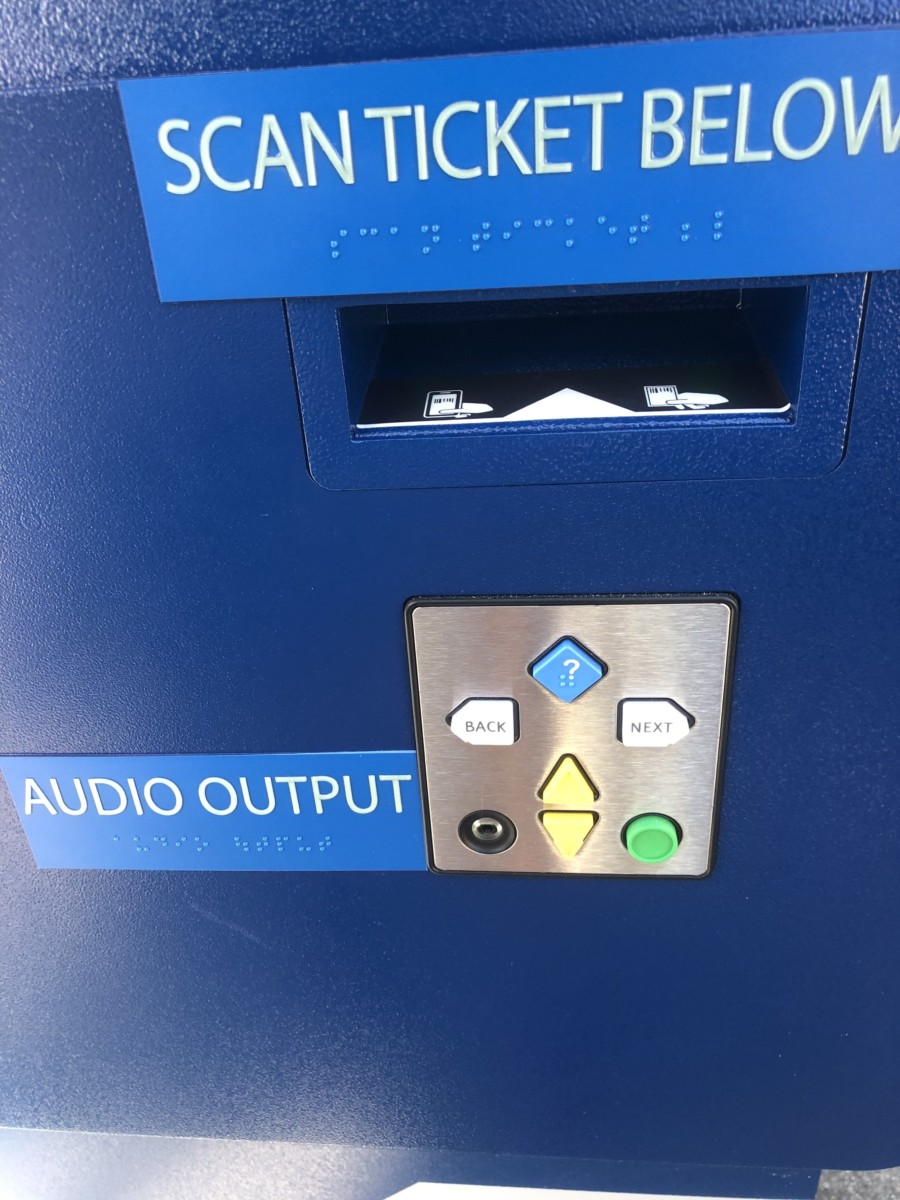 SCAN TICKET BELOW
?
BACK
NEXT
AUDIO OUTPUT